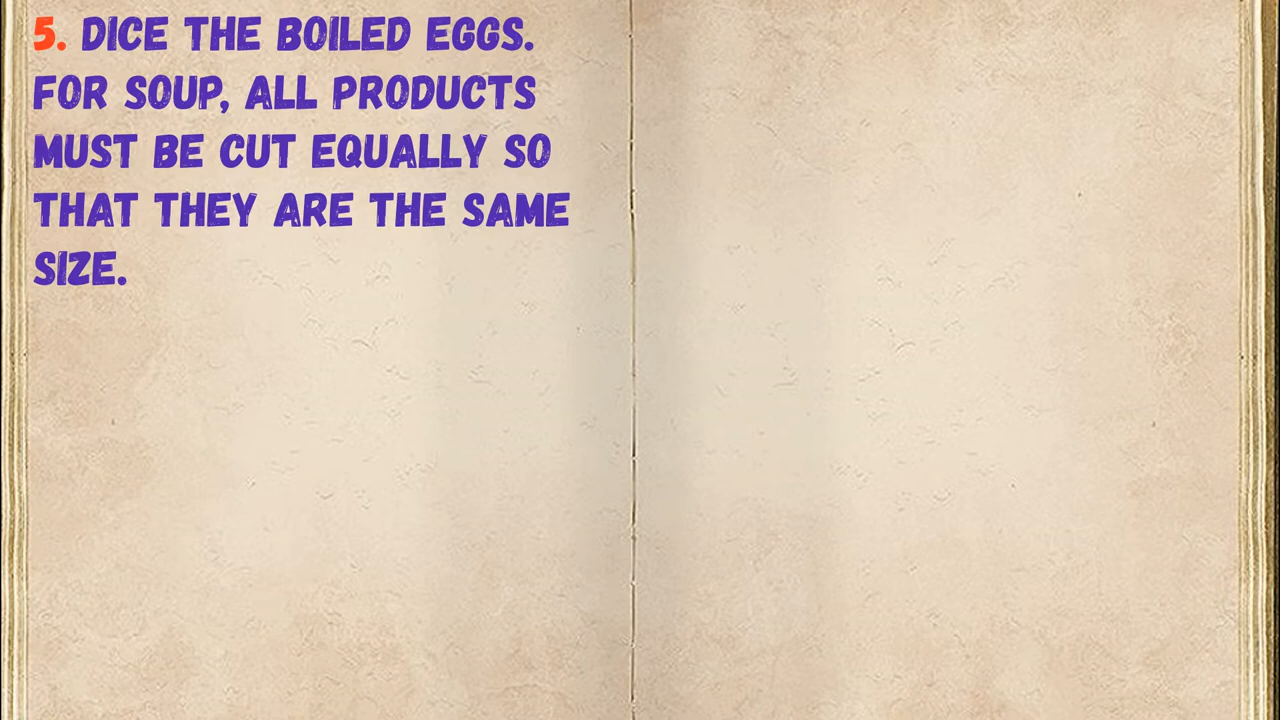 5. DICE THE BOILED EGGS.
FOR SOUP, ALL PRODUCTS
MUST BE CUT EQUALLY SO
THAT THEY ARE THE SAME
SIZE.